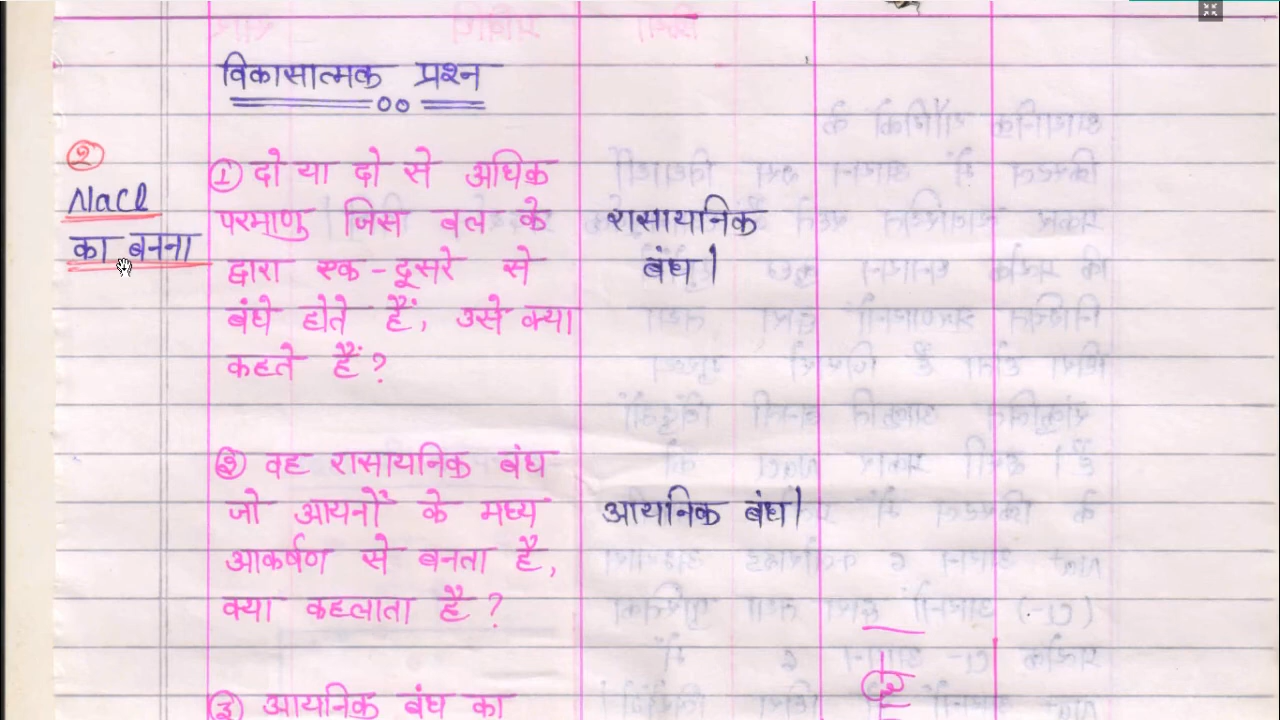 विकासात्मक प्रश्न
②
NaCl
का बनना
① दो या दो से अधिक
परमाणु जिस बल के
द्वारा एक-दूसरे से
बंधे होते हैं, उसे क्या
कहते हैं?
रासायनिक
बंध।
② वह रासायनिक बंध
जो आयनों के मध्य
आकर्षण से बनता है,
क्या कहलाता है?
आयनिक बंध।
③ आयनिक बंध का